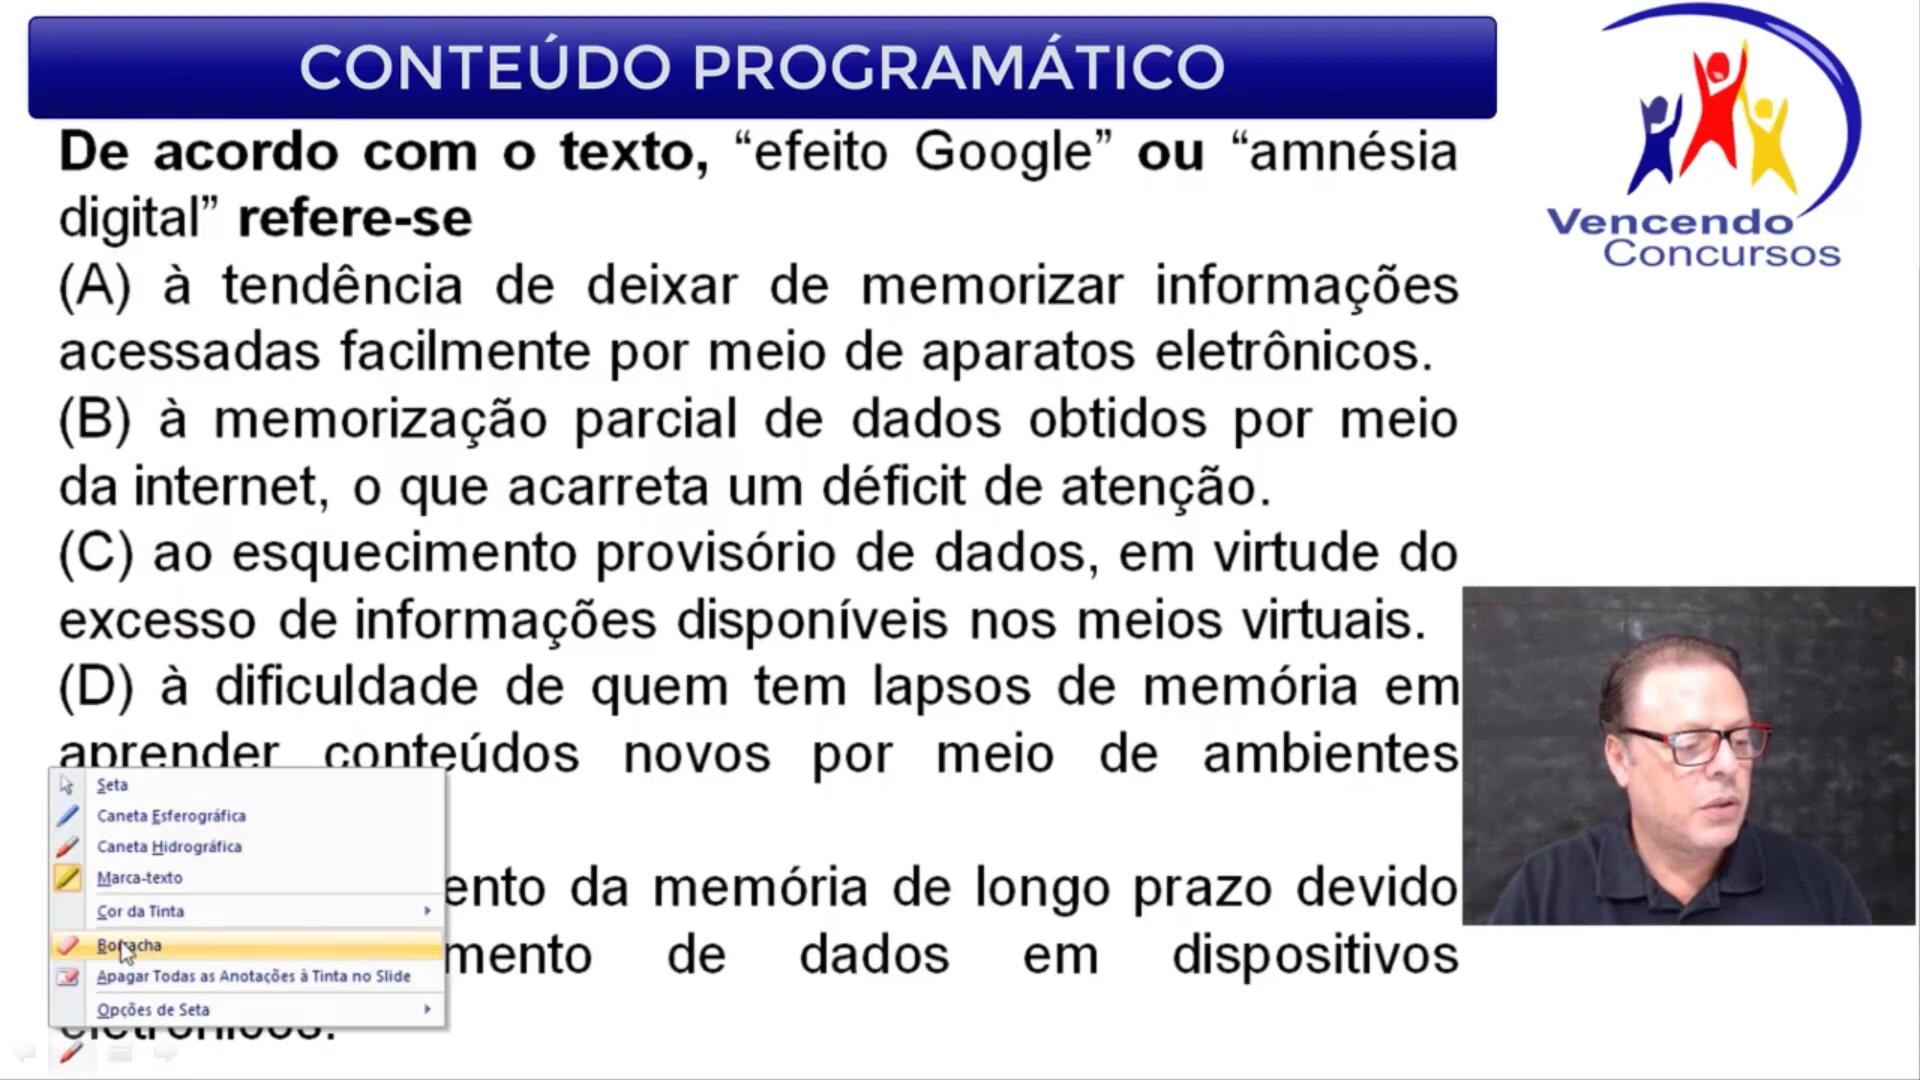 CONTEÚDO PROGRAMÁTICO
De acordo com o texto, “efeito Google” ou “amnésia
digital” refere-se
(A) à tendência de deixar de memorizar informações
acessadas facilmente por meio de aparatos eletrônicos.
(B) à memorização parcial de dados obtidos por meio
da internet, o que acarreta um déficit de atenção.
(C) ao esquecimento provisório de dados, em virtude do
excesso de informações disponíveis nos meios virtuais.
(D) à dificuldade de quem tem lapsos de memória em
aprender conteúdos novos por meio de ambientes
ento da memória de longo prazo devido
mento de dados em dispositivos
eletrônicos.
Seta
Caneta Esferográfica
Caneta Hidrográfica
Marca-texto
Cor da Tinta
Borracha
Apagar Todas as Anotações à Tinta no Slide
Opções de Seta
Vencendo
Concursos